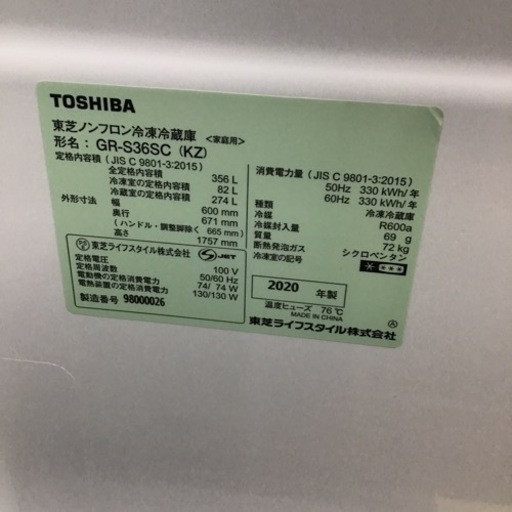 TOSHIBA
東芝ノンフロン冷凍冷蔵庫 <家庭用>
形名：GR-S36SC (KZ)
定格内容積 (JIS C 9801-3:2015)
全定格内容積 356 L
冷凍室の定格内容積 82 L
冷蔵室の定格内容積 274 L
外形寸法 幅 600 mm
奥行 671 mm
(ハンドル・調整脚除く 665 mm)
高さ 1757 mm
東芝ライフスタイル株式会社 JET
定格電圧 100 V
定格周波数 50/60 Hz
電動機の定格消費電力 74/ 74 W
電熱装置の定格消費電力 130/130 W
製造番号 98000026
消費電力量 (JIS C 9801-3:2015)
50Hz 330 kWh/年
60Hz 330 kWh/年
種類 冷凍冷蔵庫
冷媒 R600a
冷媒封入量 69 g
質量 72 kg
断熱発泡ガス シクロペンタン
冷凍室の記号
2020 年製
温度ヒューズ 76℃
MADE IN CHINA
東芝ライフスタイル株式会社